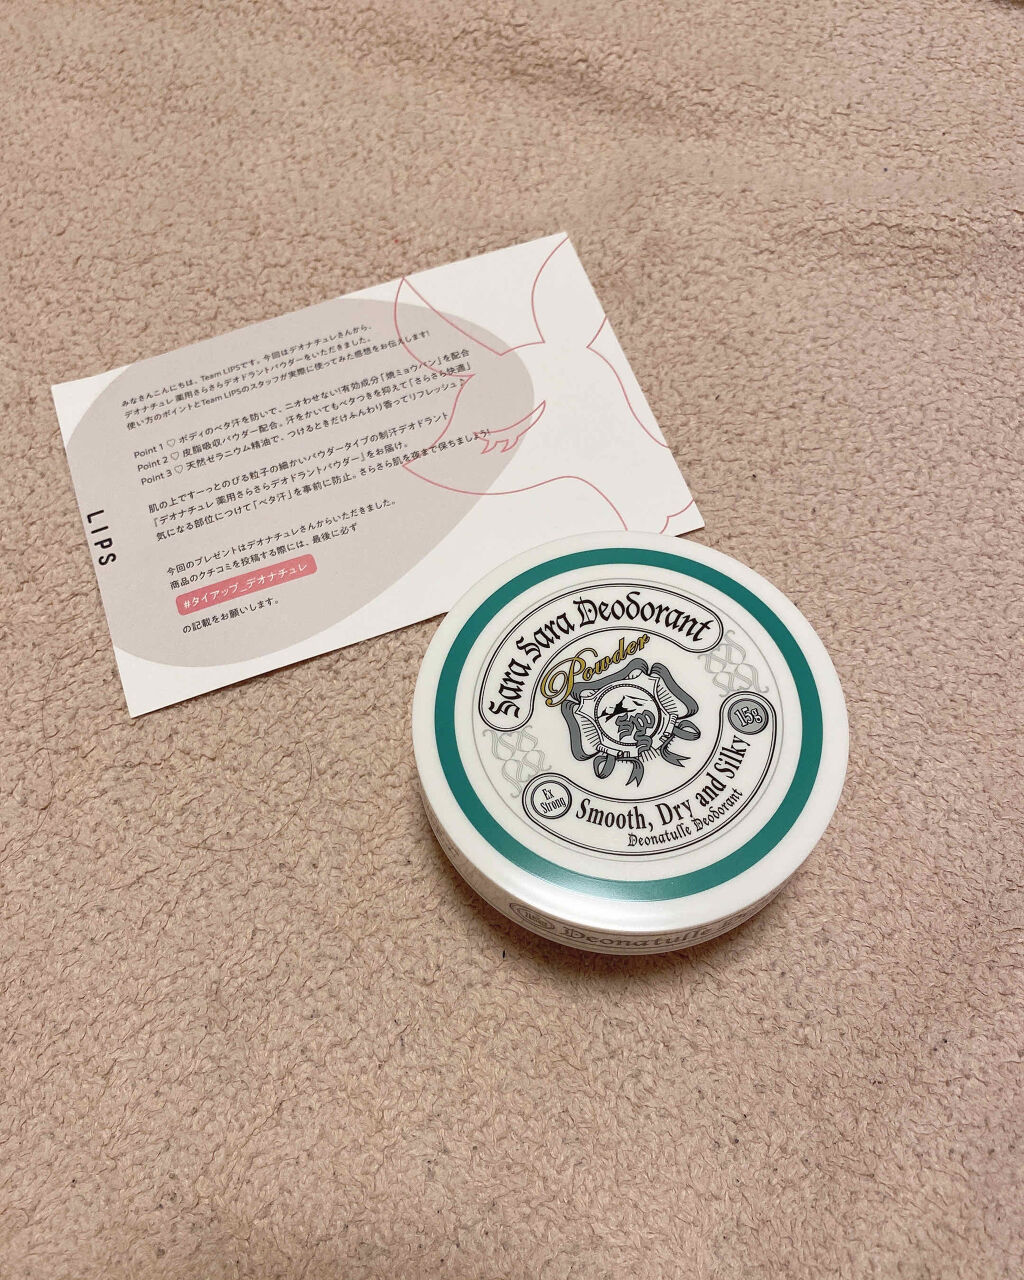 みなさんこんにちは、Team LIPSです。今回はデオナチュレさんから、
デオナチュレ 薬用さらさらデオドラントパウダーをいただきました。
使い方のポイントとTeam LIPSのスタッフが実際に使ってみた感想をお伝えします!
Point 1 ♡ ボディのベタ汗を防いで、ニオわせない!有効成分「焼ミョウバン」を配合
Point 2 ♡ 皮脂吸収パウダー配合。汗をかいてもベタつきを抑えて「さらさら快適」
Point 3 ♡ 天然ゼラニウム精油で、つけるときだけふんわり香ってリフレッシュ♪
肌の上ですーっとのびる粒子の細かいパウダータイプの制汗デオドラント
『デオナチュレ 薬用さらさらデオドラントパウダー』をお届け。
気になる部位につけて「ベタ汗」を事前に防止。さらさら肌を夜まで保ちましょう!
今回のプレゼントはデオナチュレさんからいただきました。
商品のクチコミを投稿する際には、最後に必ず
#タイアップ_デオナチュレ
の記載をお願いします。
LIPS
Sara Sara Deodorant
Powder
15g
Ex
Strong
Smooth, Dry and Silky
Deonatulle Deodorant
Deonatulle